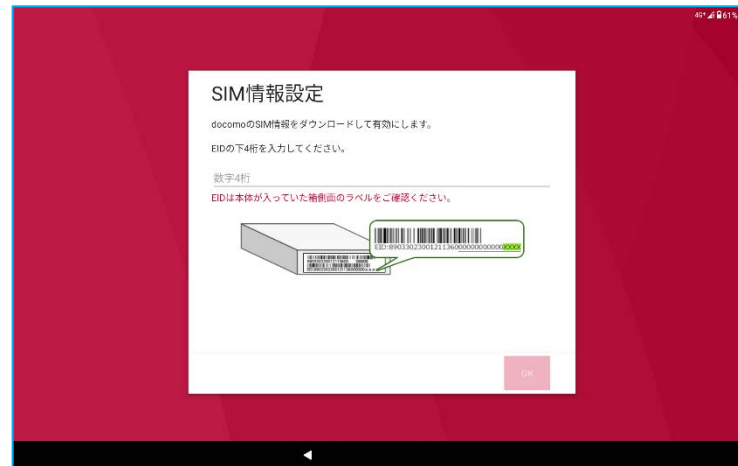 4G+ 61%
SIM情報設定
docomoのSIM情報をダウンロードして有効にします。
EIDの下4桁を入力してください。
数字4桁
EIDは本体が入っていた箱側面のラベルをご確認ください。
OK